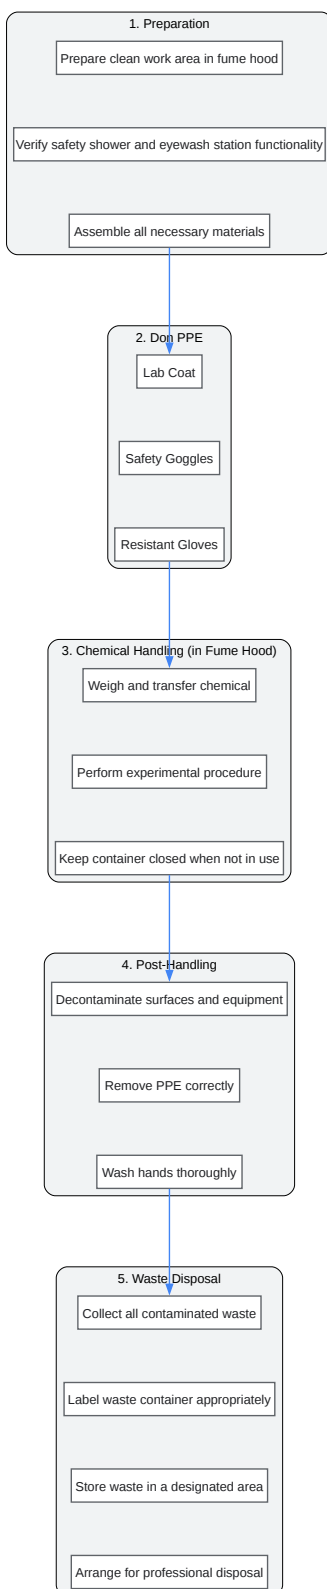 1. Preparation
Prepare clean work area in fume hood
Verify safety shower and eyewash station functionality
Assemble all necessary materials
2. Don PPE
Lab Coat
Safety Goggles
Resistant Gloves
3. Chemical Handling (in Fume Hood)
Weigh and transfer chemical
Perform experimental procedure
Keep container closed when not in use
4. Post-Handling
Decontaminate surfaces and equipment
Remove PPE correctly
Wash hands thoroughly
5. Waste Disposal
Collect all contaminated waste
Label waste container appropriately
Store waste in a designated area
Arrange for professional disposal